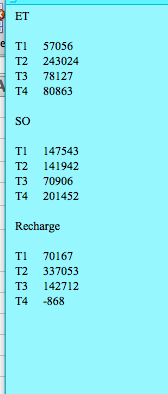 ET
T1 57056
T2 243024
T3 78127
T4 80863
SO
T1 147543
T2 141942
T3 70906
T4 201452
Recharge
T1 70167
T2 337053
T3 142712
T4 -868